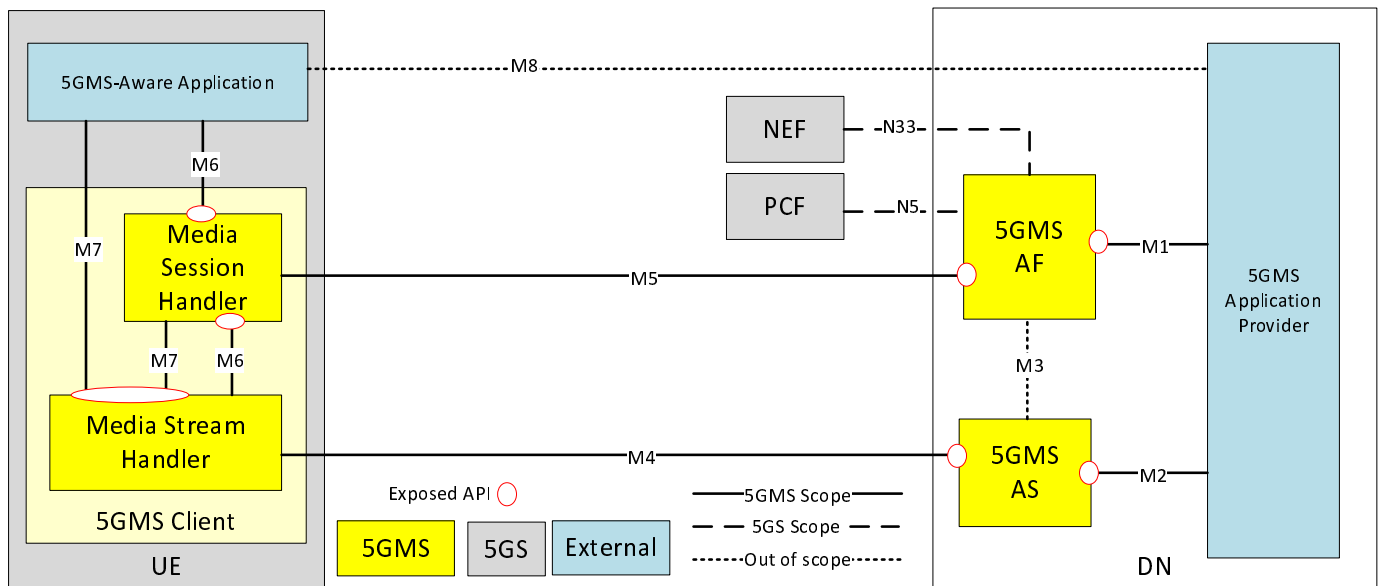 5GMS-Aware Application
M8
NEF
N33
PCF
N5
M6
M7
Media
Session
Handler
M5
5GMS
AF
M1
5GMS
Application
Provider
M7
M6
M3
Media Stream
Handler
M4
5GMS
AS
M2
5GMS Client
UE
Exposed API
5GMS
5GS
External
5GMS Scope
5GS Scope
Out of scope
DN